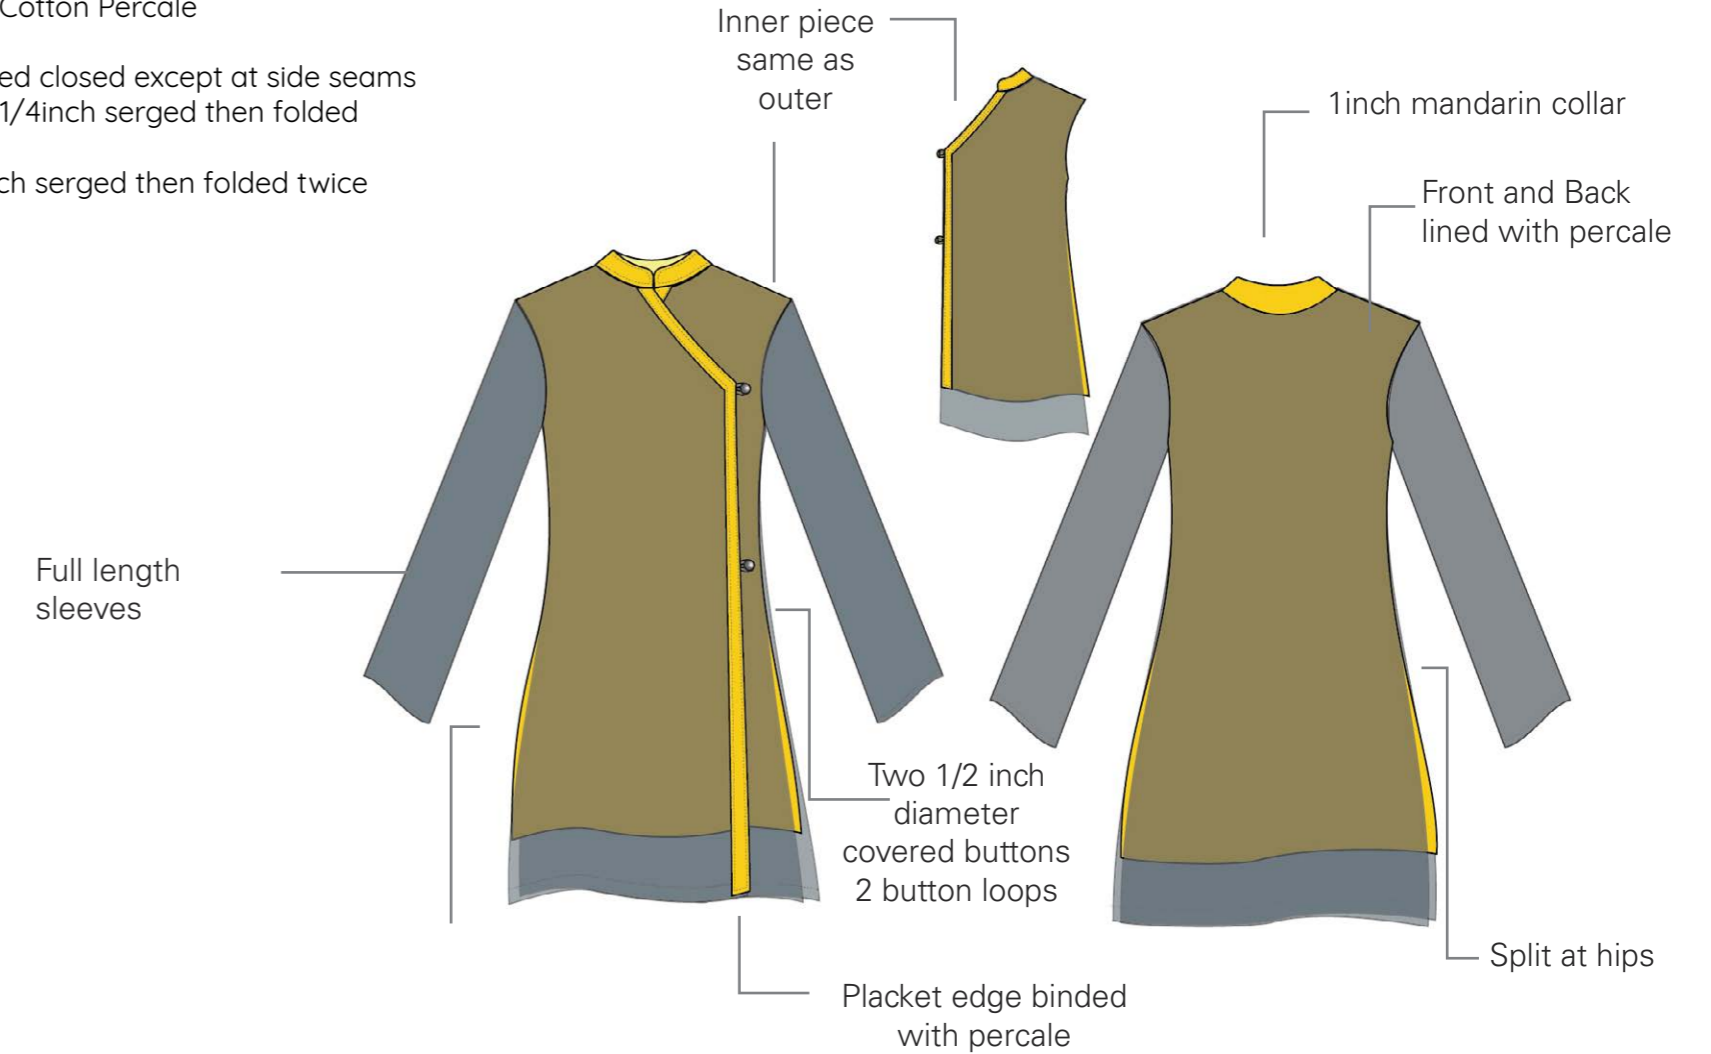 Cotton Percale
ed closed except at side seams
1/4inch serged then folded
ch serged then folded twice
Inner piece
same as
outer
1inch mandarin collar
Front and Back
lined with percale
Full length
sleeves
Two 1/2 inch
diameter
covered buttons
2 button loops
Split at hips
Placket edge binded
with percale